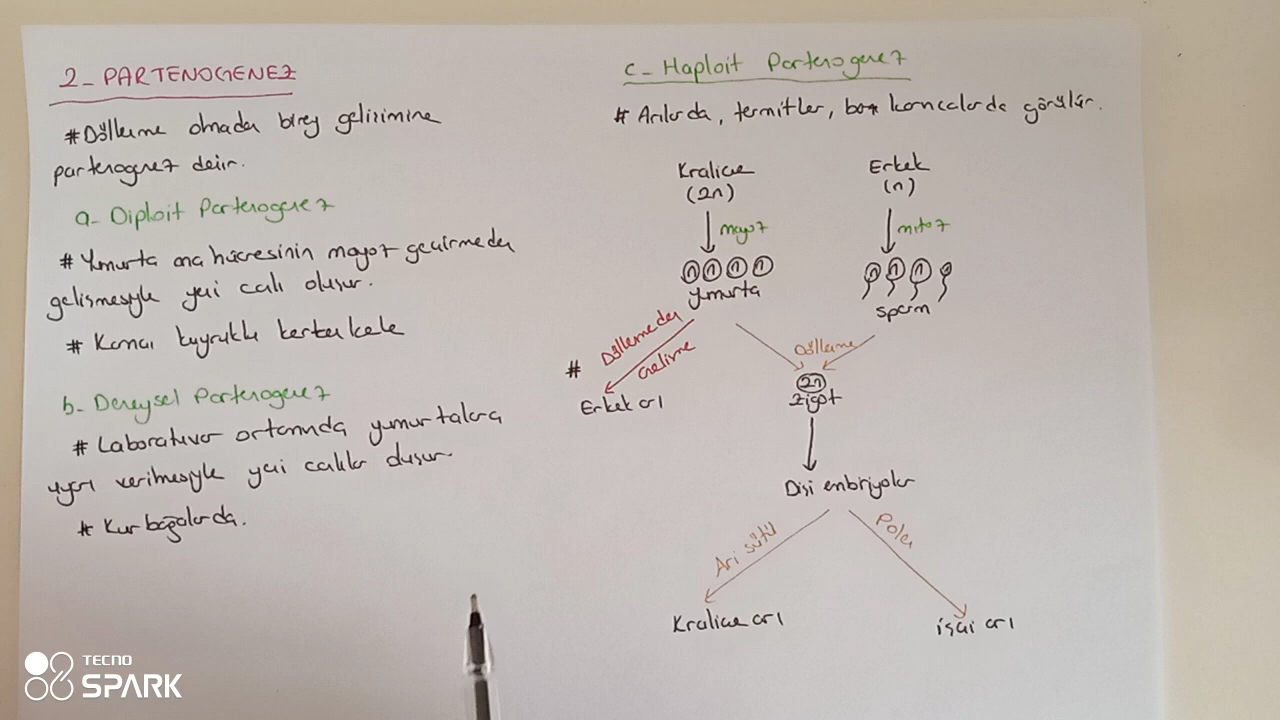 2- PARTENOGENEZ
# Döllenme olmadan birey gelişimine
partenogenez denir.
a- Diploit Partenogenez
# Yumurta ana hücresinin mayoz geçirmeden
gelişmesiyle yeni canlı oluşur.
# Kamçı kuyruklu kertenkele
b- Deneysel Partenogenez
# Laboratuvar ortamında yumurtalara
uyarı verilmesiyle yeni canlılar oluşur.
# Kurbağalarda.
c- Haploit Partenogenez
# Arılarda, termitler, bazı karıncalarda görülür.
Kraliçe
(2n)
mayoz
n n n n
yumurta
Erkek
(n)
mitoz
n n n n
sperm
# Döllenmeden
Gelişme
Erkek arı
Döllenme
2n
Zigot
Dişi embriyolar
Arı sütü
Polen
Kraliçe arı
işçi arı
TECNO
SPARK